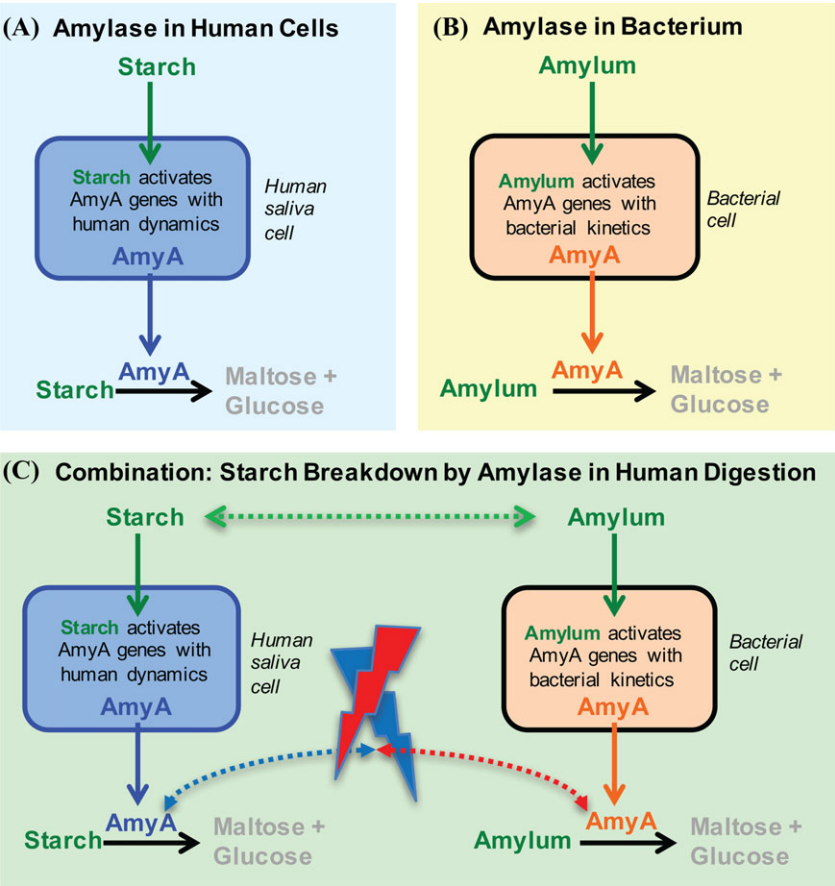 (A) Amylase in Human Cells
Starch
Starch activates
AmyA genes with
human dynamics
AmyA
Human
saliva
cell
AmyA
Starch
Maltose +
Glucose
(B) Amylase in Bacterium
Amylum
Amylum activates
AmyA genes with
bacterial kinetics
AmyA
Bacterial
cell
AmyA
Amylum
Maltose +
Glucose
(C) Combination: Starch Breakdown by Amylase in Human Digestion
Starch
Amylum
Starch activates
AmyA genes with
human dynamics
AmyA
Human
saliva
cell
Amylum activates
AmyA genes with
bacterial kinetics
AmyA
Bacterial
cell
AmyA
Starch
Maltose +
Glucose
AmyA
Amylum
Maltose +
Glucose